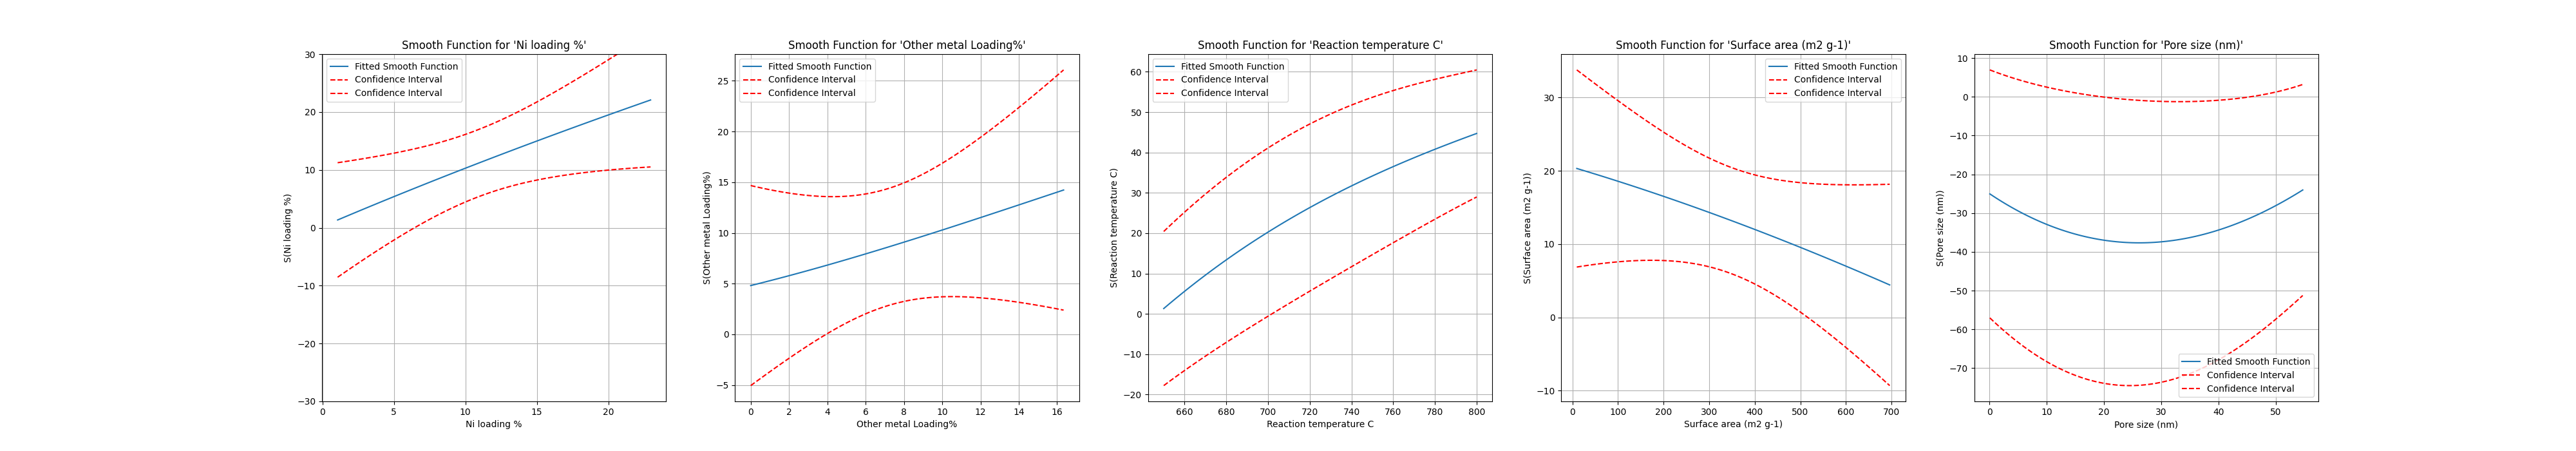 Smooth Function for 'Ni loading %'
S(Ni loading %)
30
20
10
0
−10
−20
−30
Fitted Smooth Function
Confidence Interval
Confidence Interval
0 5 10 15 20
Ni loading %
Smooth Function for 'Other metal Loading%'
S(Other metal Loading%)
25
20
15
10
5
0
−5
Fitted Smooth Function
Confidence Interval
Confidence Interval
0 2 4 6 8 10 12 14 16
Other metal Loading%
Smooth Function for 'Reaction temperature C'
S(Reaction temperature C)
60
50
40
30
20
10
0
−10
−20
Fitted Smooth Function
Confidence Interval
Confidence Interval
660 680 700 720 740 760 780 800
Reaction temperature C
Smooth Function for 'Surface area (m2 g-1)'
S(Surface area (m2 g-1))
30
20
10
0
−10
Fitted Smooth Function
Confidence Interval
Confidence Interval
0 100 200 300 400 500 600 700
Surface area (m2 g-1)
Smooth Function for 'Pore size (nm)'
S(Pore size (nm))
10
0
−10
−20
−30
−40
−50
−60
−70
Fitted Smooth Function
Confidence Interval
Confidence Interval
0 10 20 30 40 50
Pore size (nm)